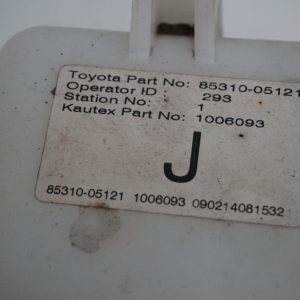 Toyota Part No: 85310-05121
Operator ID : 293
Station No: 1
Kautex Part No: 1006093
J
85310-05121 1006093 090214081532